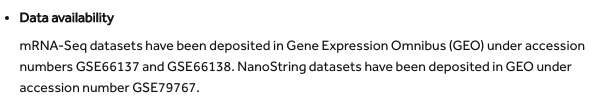 • Data availability
mRNA-Seq datasets have been deposited in Gene Expression Omnibus (GEO) under accession
numbers GSE66137 and GSE66138. NanoString datasets have been deposited in GEO under
accession number GSE79767.